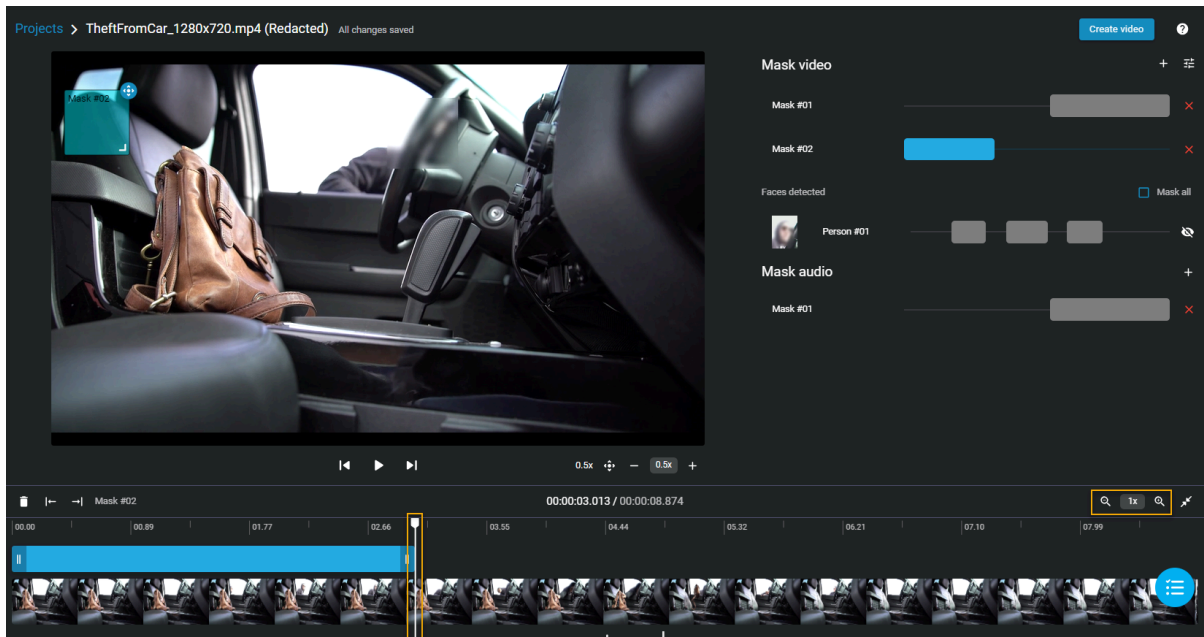 Projects > TheftFromCar_1280x720.mp4 (Redacted) All changes saved
Create video
?
Mask video
Mask #01
Mask #02
Mask #02
Faces detected
Mask all
Person #01
Mask audio
Mask #01
0.5x
0.5x
Mask #02
00:00:03.013 / 00:00:08.874
1x
00.00 00.89 01.77 02.66 03.55 04.44 05.32 06.21 07.10 07.99